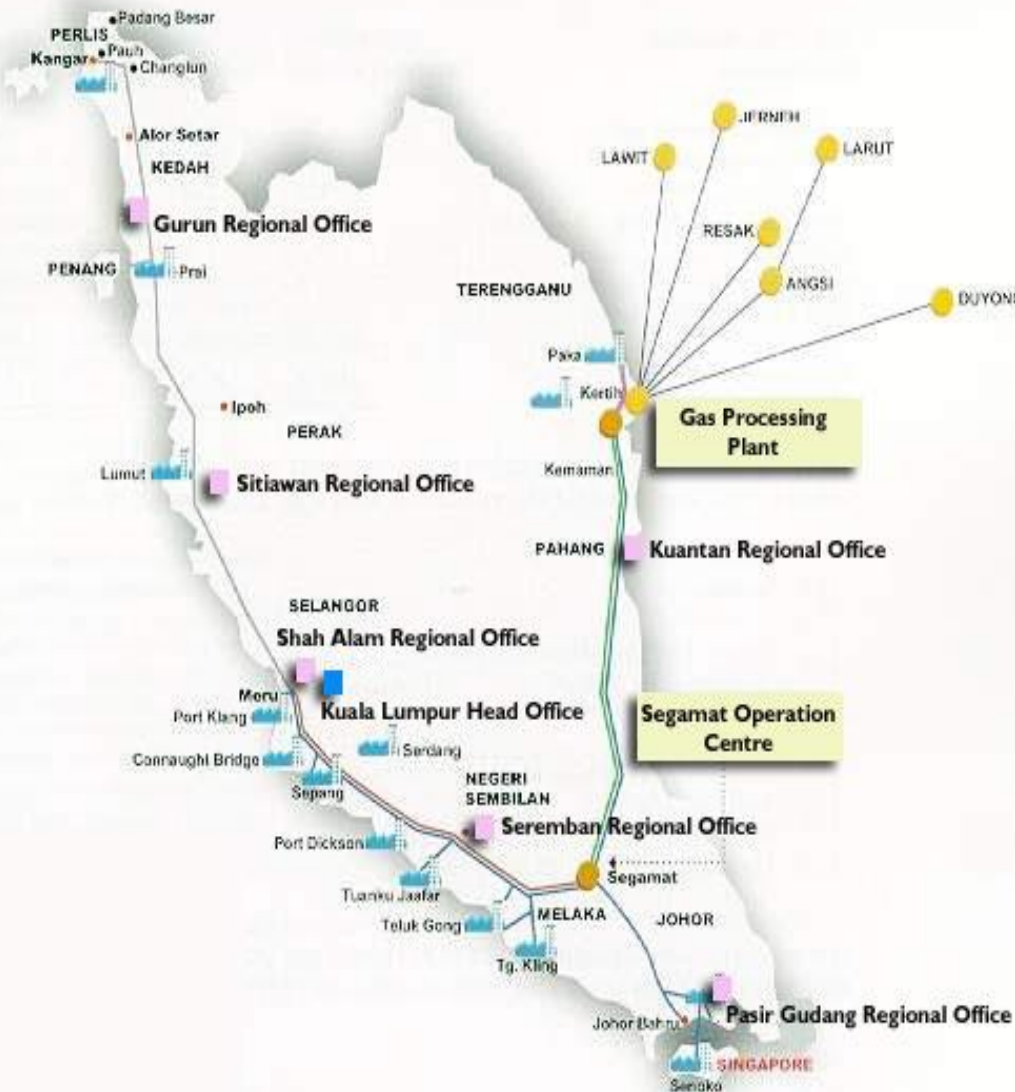 Padang Besar
PERLIS
Pauh
Kangar
Changlun
JERNEH
Alor Setar
LAWIT
LARUT
KEDAH
Gurun Regional Office
RESAK
PENANG
Prai
TERENGGANU
ANGSI
DUYONG
Paka
Kertih
Ipoh
Gas Processing
Plant
PERAK
Lumut
Kemaman
Sitiawan Regional Office
PAHANG
Kuantan Regional Office
SELANGOR
Shah Alam Regional Office
Meru
Port Klang
Kuala Lumpur Head Office
Segamat Operation
Centre
Connaught Bridge
Serdang
Sepang
NEGERI
SEMBILAN
Seremban Regional Office
Port Dickson
Segamat
Tuanku Jaafar
MELAKA
JOHOR
Teluk Gong
Tg. Kling
Pasir Gudang Regional Office
Johor Bahru
SINGAPORE
Senoko